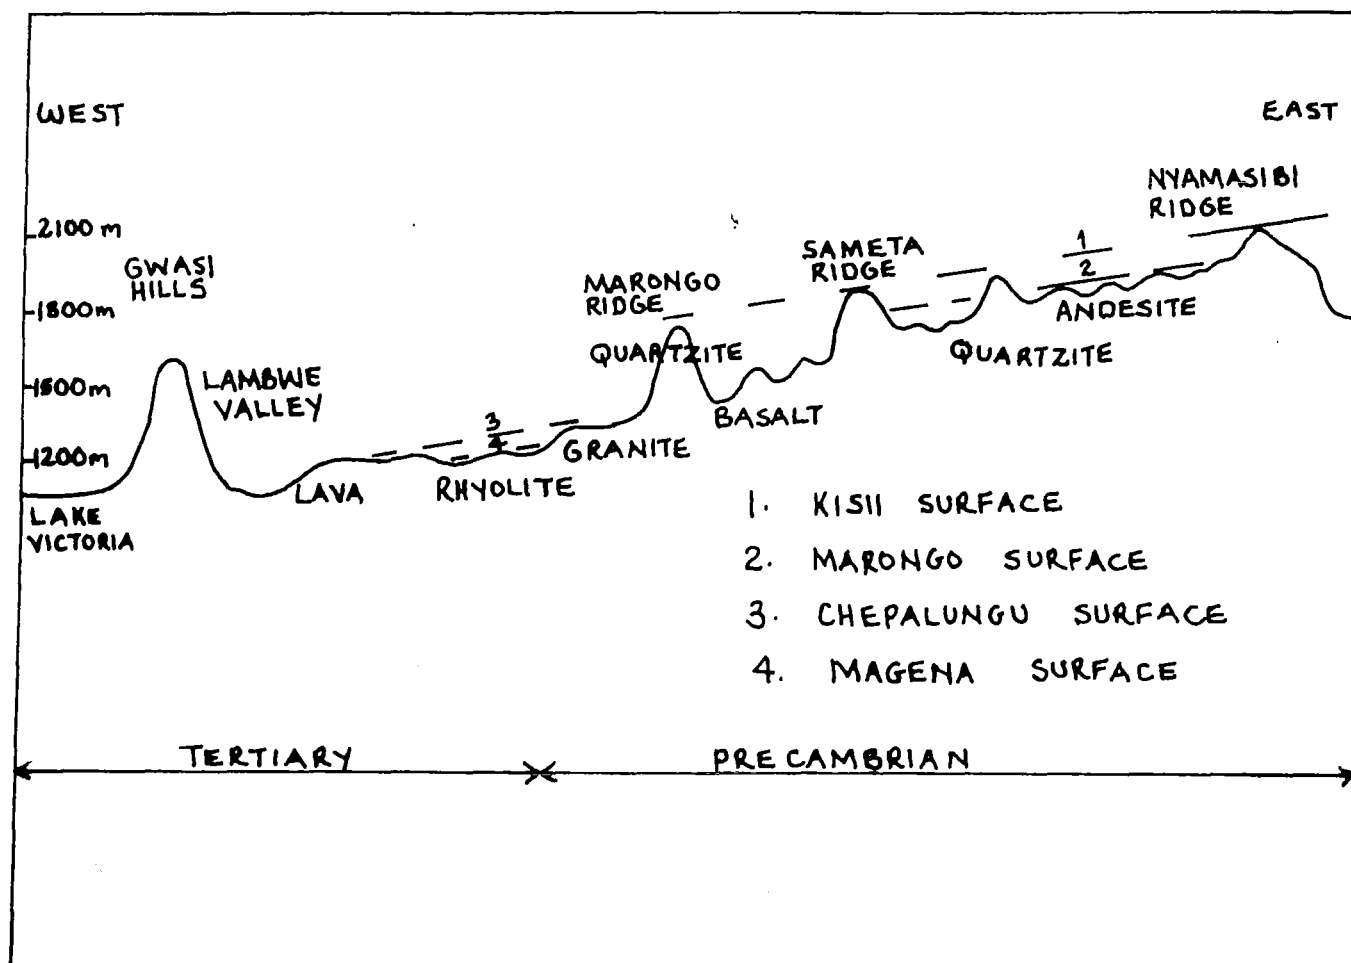 WEST
EAST
NYAMASIBI
RIDGE
2100 m
GWASI
HILLS
SAMETA
RIDGE
1
2
MARONGO
RIDGE
1800m
ANDESITE
QUARTZITE
QUARTZITE
1500m
LAMBWE
VALLEY
BASALT
3
4
1200m
GRANITE
LAVA
RHYOLITE
LAKE
VICTORIA
1. KISII SURFACE
2. MARONGO SURFACE
3. CHEPALUNGU SURFACE
4. MAGENA SURFACE
TERTIARY
PRECAMBRIAN